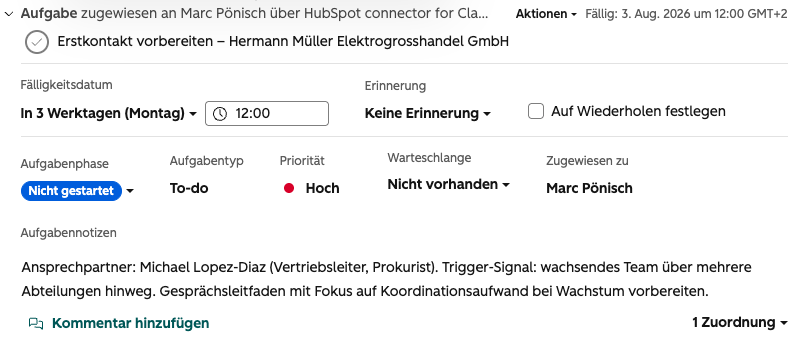 Aufgabe zugewiesen an Marc Pönisch über HubSpot connector for Cla... Aktionen Fällig: 3. Aug. 2026 um 12:00 GMT+2
Erstkontakt vorbereiten – Hermann Müller Elektrogrosshandel GmbH
Fälligkeitsdatum Erinnerung
In 3 Werktagen (Montag) 12:00 Keine Erinnerung Auf Wiederholen festlegen
Aufgabenphase Aufgabentyp Priorität Warteschlange Zugewiesen zu
Nicht gestartet To-do Hoch Nicht vorhanden Marc Pönisch
Aufgabennotizen
Ansprechpartner: Michael Lopez-Diaz (Vertriebsleiter, Prokurist). Trigger-Signal: wachsendes Team über mehrere
Abteilungen hinweg. Gesprächsleitfaden mit Fokus auf Koordinationsaufwand bei Wachstum vorbereiten.
Kommentar hinzufügen 1 Zuordnung